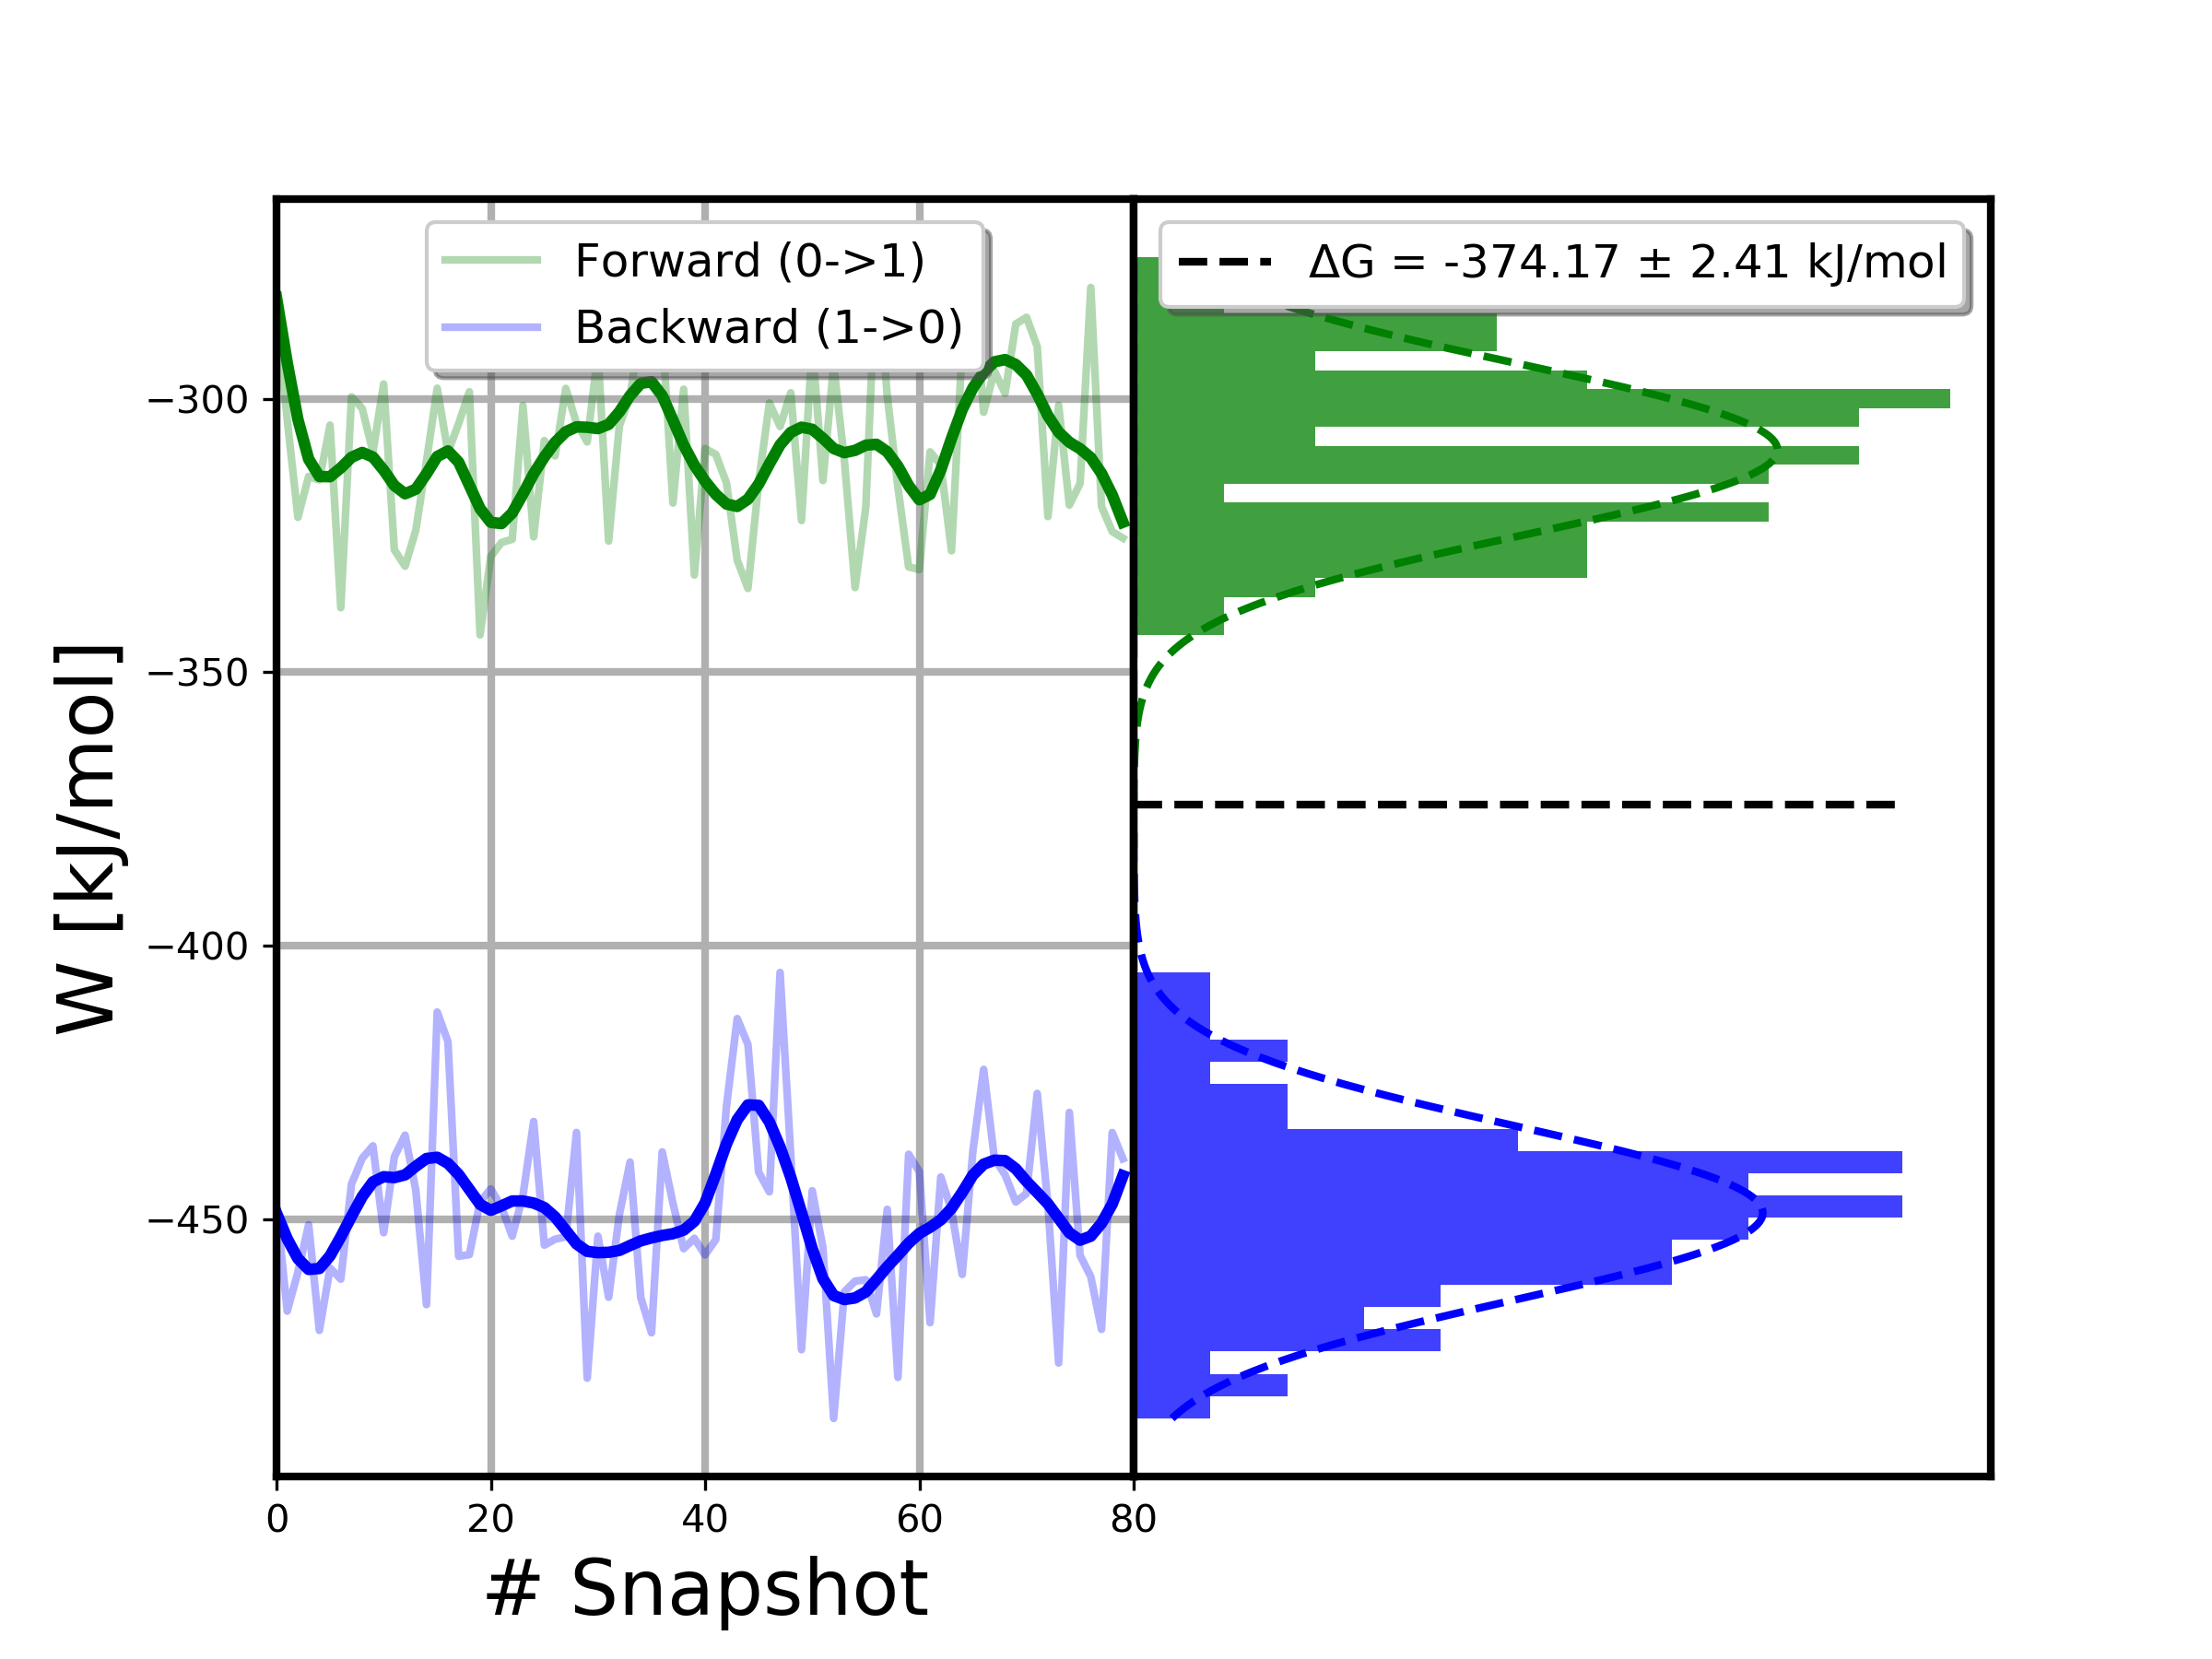 Forward (0->1)
Backward (1->0)
ΔG = -374.17 ± 2.41 kJ/mol
−300
−350
−400
−450
W [kJ/mol]
0 20 40 60 80
# Snapshot